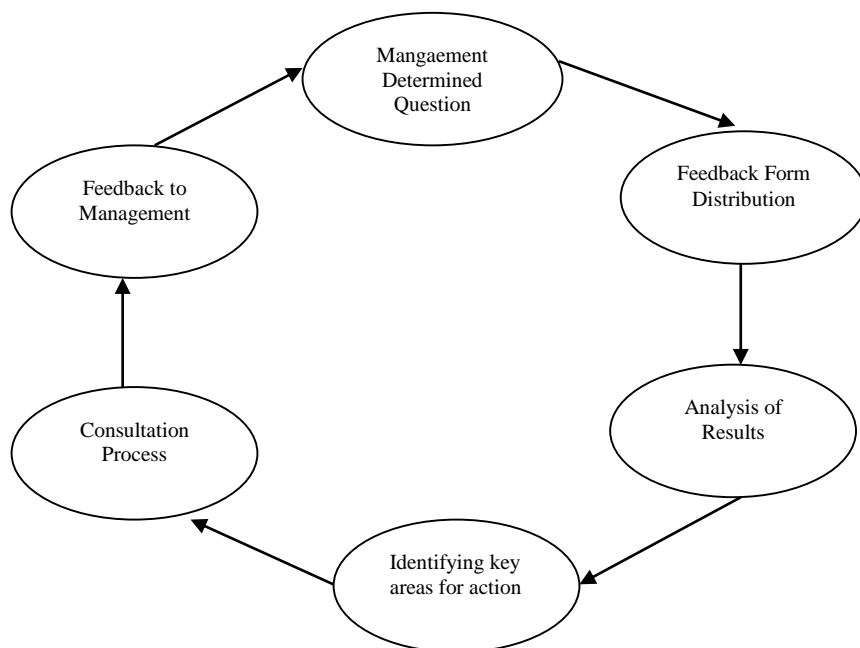 Mangaement
Determined
Question
Feedback Form
Distribution
Analysis of
Results
Identifying key
areas for action
Consultation
Process
Feedback to
Management